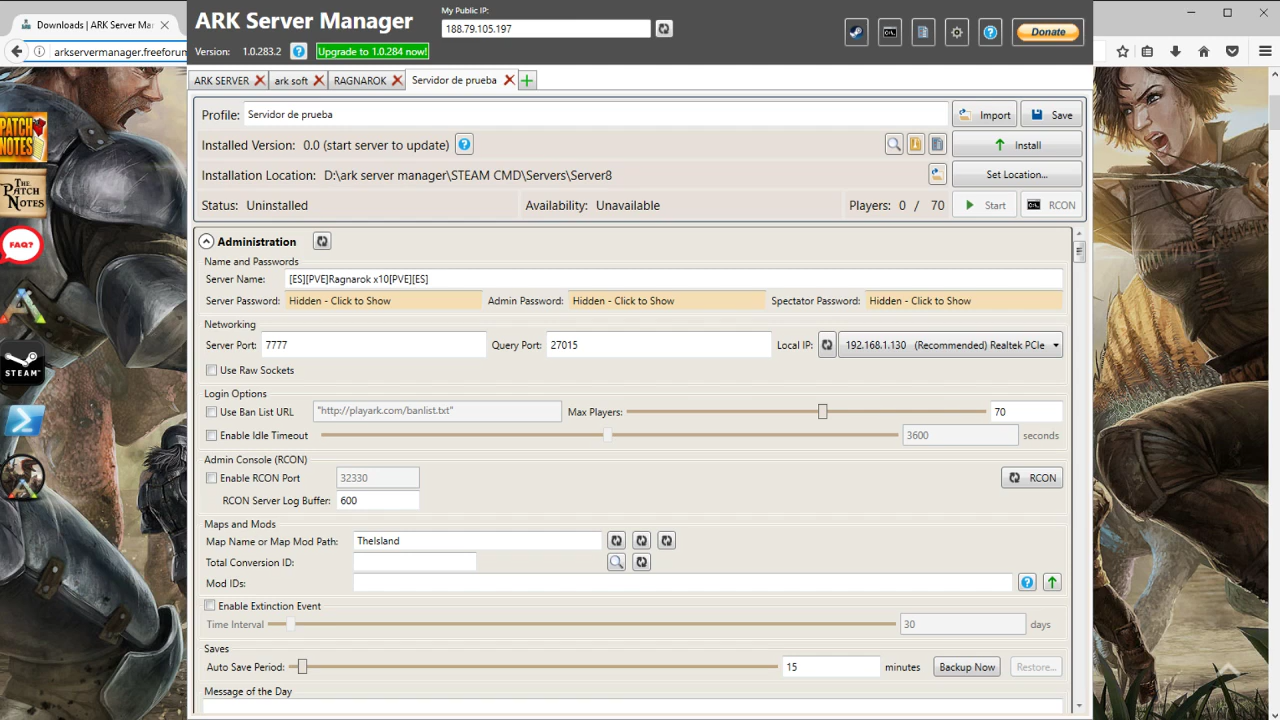 Downloads | ARK Server Mar
arkservermanager.freeforum
ARK Server Manager
My Public IP:
188.79.105.197
Version: 1.0.283.2
Upgrade to 1.0.284 now!
Donate
ARK SERVER
ark soft
RAGNAROK
Servidor de prueba
Profile: Servidor de prueba
Import
Save
Installed Version: 0.0 (start server to update)
Install
Installation Location: D:\ark server manager\STEAM CMD\Servers\Server8
Set Location...
Status: Uninstalled
Availability: Unavailable
Players: 0 / 70
Start
RCON
Administration
Name and Passwords
Server Name: [ES][PVE]Ragnarok x10[PVE][ES]
Server Password: Hidden - Click to Show
Admin Password: Hidden - Click to Show
Spectator Password: Hidden - Click to Show
Networking
Server Port: 7777
Query Port: 27015
Local IP: 192.168.1.130 (Recommended) Realtek PCIe
Use Raw Sockets
Login Options
Use Ban List URL "http://playark.com/banlist.txt"
Max Players: 70
Enable Idle Timeout 3600 seconds
Admin Console (RCON)
Enable RCON Port 32330
RCON
RCON Server Log Buffer: 600
Maps and Mods
Map Name or Map Mod Path: TheIsland
Total Conversion ID:
Mod IDs:
Enable Extinction Event
Time Interval 30 days
Saves
Auto Save Period: 15 minutes
Backup Now
Restore...
Message of the Day
PATCH
NOTES
THE
PATCH
NOTES
FAQ?
STEAM